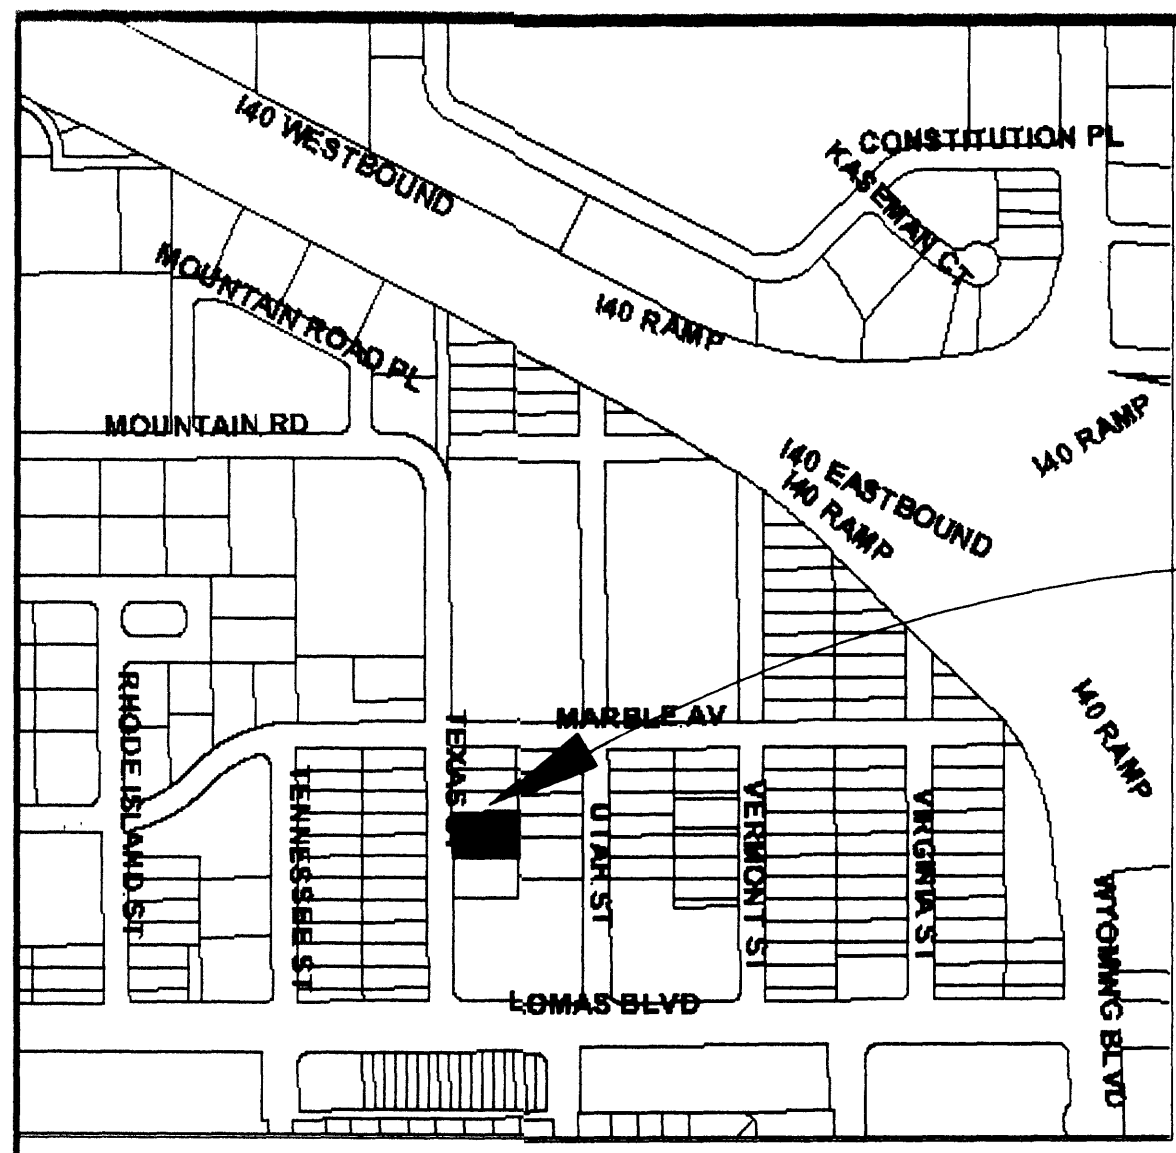 I40 WESTBOUND
CONSTITUTION PL
KASEMAN CT
MOUNTAIN ROAD PL
I40 RAMP
MOUNTAIN RD
I40 RAMP
I40 EASTBOUND
I40 RAMP
I40 RAMP
MARBLE AV
TEXAS
RHODE ISLAND ST
TENNESSEE ST
UTAH ST
VERMONT ST
VIRGINIA ST
WYOMING BLVD
LOMAS BLVD